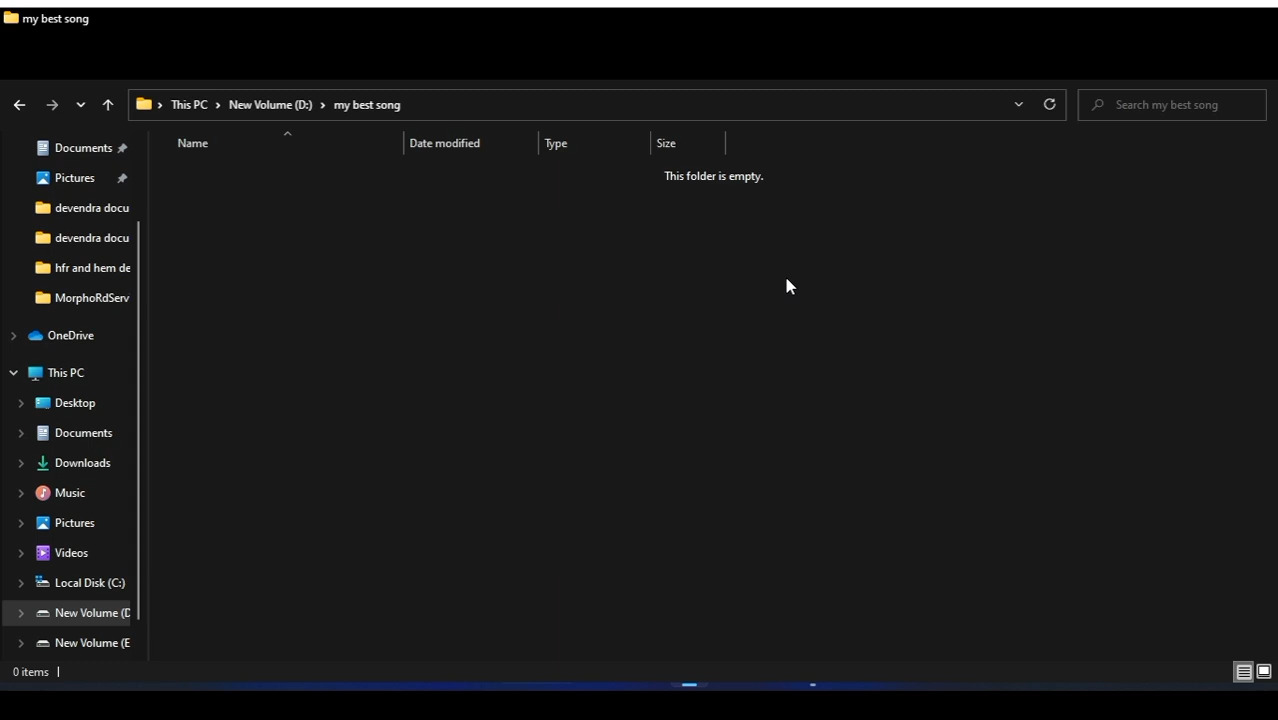 my best song
This PC
New Volume (D:)
my best song
Search my best song
Name
Date modified
Type
Size
This folder is empty.
Documents
Pictures
devendra docu
devendra docu
hfr and hem de
MorphoRdServ
OneDrive
This PC
Desktop
Documents
Downloads
Music
Pictures
Videos
Local Disk (C:)
New Volume (D
New Volume (E
0 items